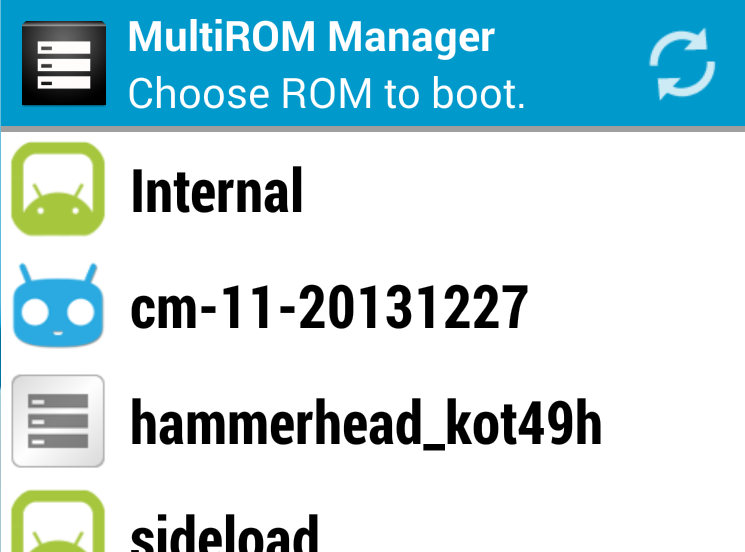 MultiROM Manager
Choose ROM to boot.
Internal
cm-11-20131227
hammerhead_kot49h
sideload